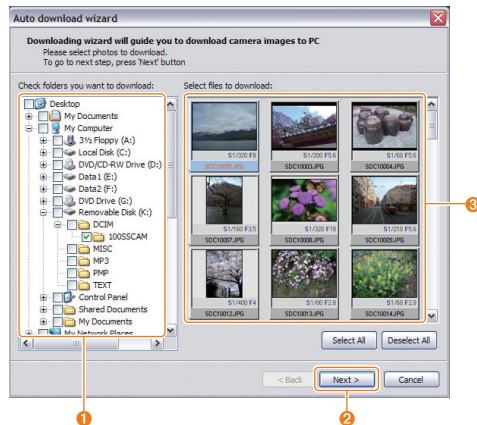 Auto download wizard
Downloading wizard will guide you to download camera images to PC
Please select photos to download.
To go to next step, press 'Next' button
Check folders you want to download:
Select files to download:
Desktop
My Documents
My Computer
3½ Floppy (A:)
Local Disk (C:)
DVD/CD-RW Drive (D:)
Data1 (E:)
Data2 (F:)
DVD Drive (G:)
Removable Disk (K:)
DCIM
100SSCAM
MISC
MP3
PMP
TEXT
Control Panel
Shared Documents
My Documents
My Network Places
S1/320 F8
S1/200 F5.6
S1/60 F5.6
SDC10001.JPG
SDC10003.JPG
SDC10004.JPG
S1/160 F3.5
S1/320 F18
S1/210 F5.6
SDC10007.JPG
SDC10008.JPG
SDC10009.JPG
S1/400 F4
S1/80 F2.8
S1/60 F2.8
SDC10012.JPG
SDC10013.JPG
SDC10014.JPG
3
Select All
Deselect All
< Back
Next >
Cancel
1
2